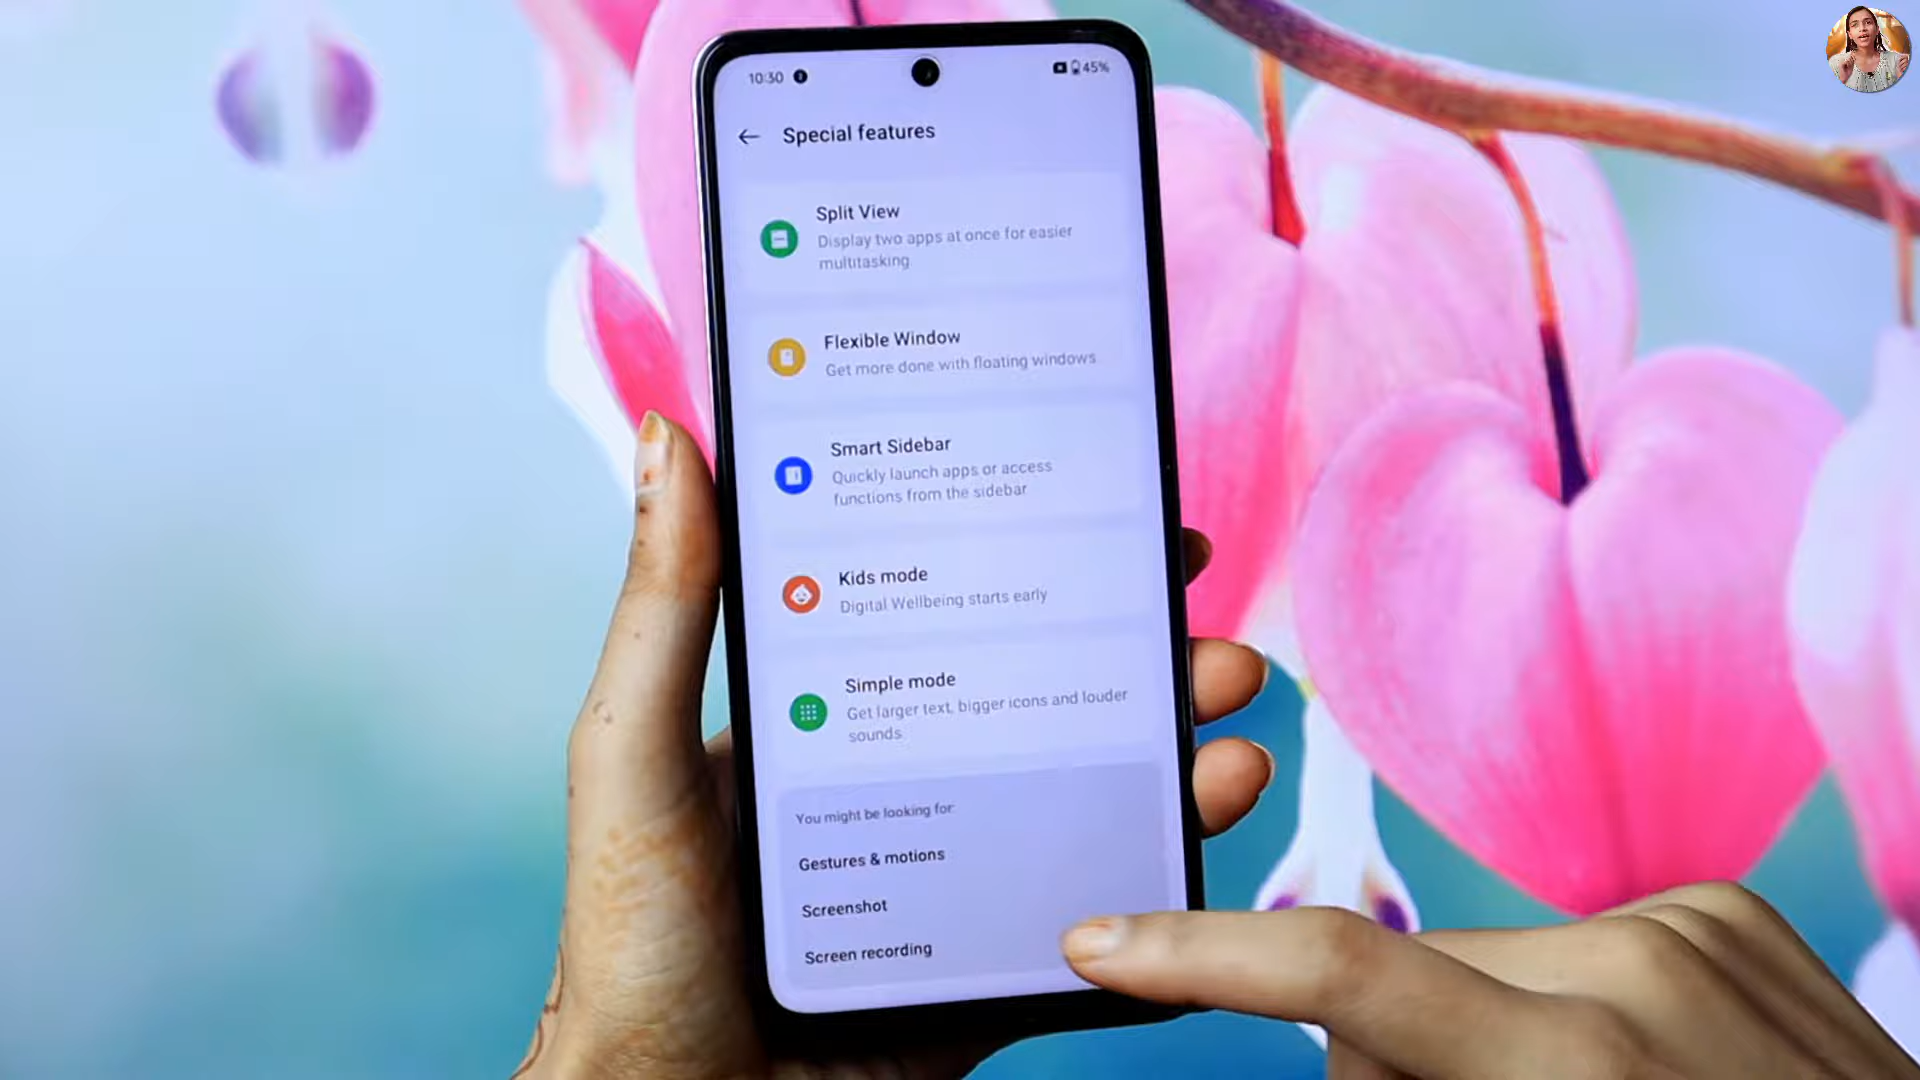 10:30
45%
Special features
Split View
Display two apps at once for easier
multitasking
Flexible Window
Get more done with floating windows
Smart Sidebar
Quickly launch apps or access
functions from the sidebar
Kids mode
Digital Wellbeing starts early
Simple mode
Get larger text, bigger icons and louder
sounds
You might be looking for:
Gestures & motions
Screenshot
Screen recording